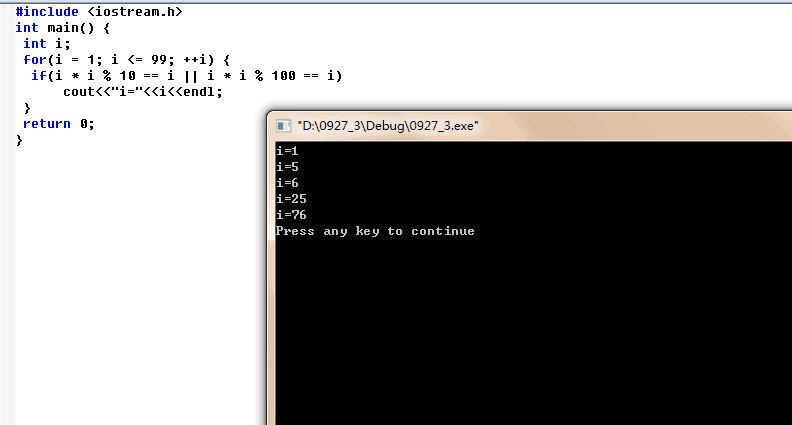 #include <iostream.h>
int main() {
int i;
for(i = 1; i <= 99; ++i) {
if(i * i % 10 == i || i * i % 100 == i)
cout<<"i="<<i<<endl;
}
return 0;
}
"D:\0927_3\Debug\0927_3.exe"
i=1
i=5
i=6
i=25
i=76
Press any key to continue